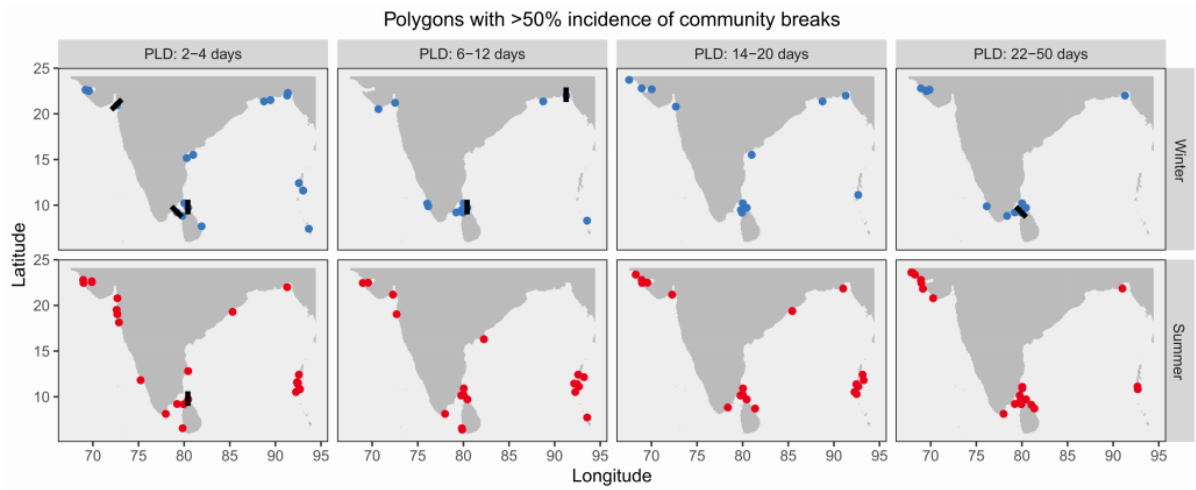 Polygons with >50% incidence of community breaks
PLD: 2−4 days PLD: 6−12 days PLD: 14−20 days PLD: 22−50 days
25
20
15
10
Winter
25
20
15
10
Summer
Latitude
70 75 80 85 90 95 70 75 80 85 90 95 70 75 80 85 90 95 70 75 80 85 90 95
Longitude